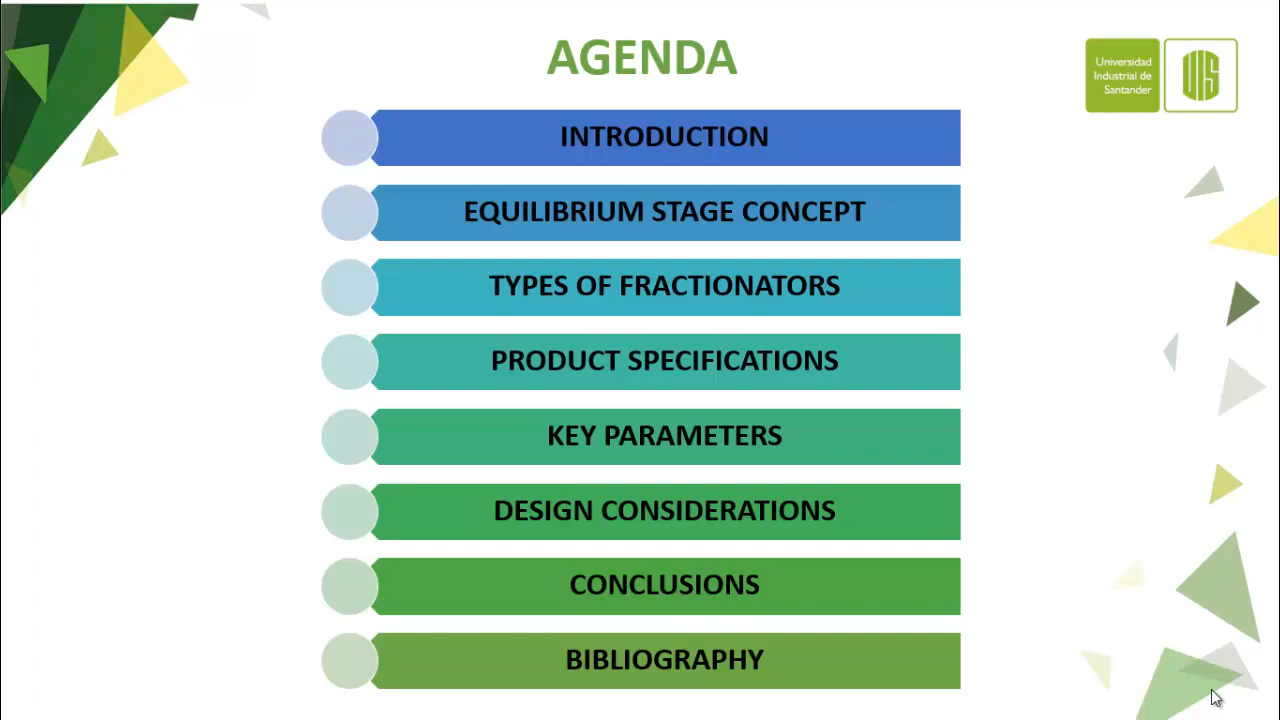 AGENDA
Universidad
Industrial de
Santander
UIS
INTRODUCTION
EQUILIBRIUM STAGE CONCEPT
TYPES OF FRACTIONATORS
PRODUCT SPECIFICATIONS
KEY PARAMETERS
DESIGN CONSIDERATIONS
CONCLUSIONS
BIBLIOGRAPHY